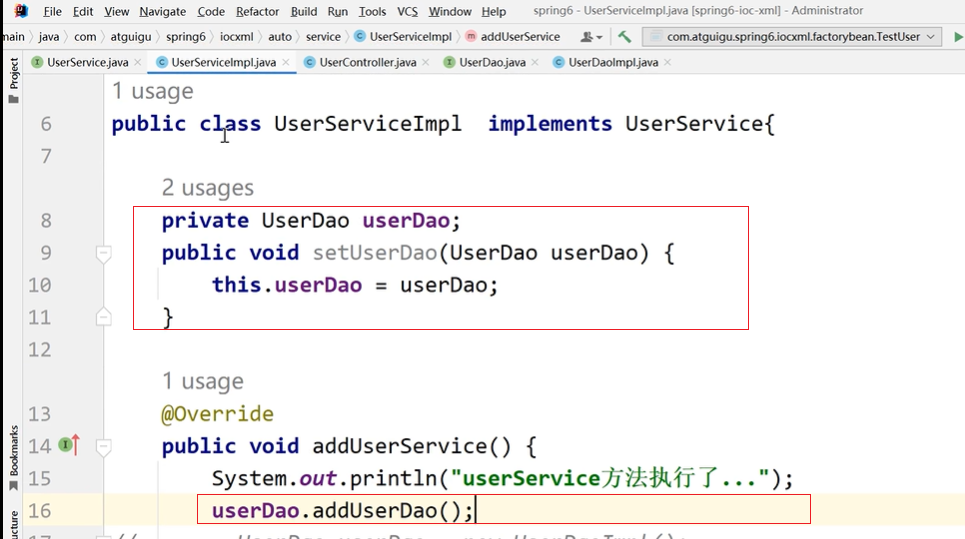 File Edit View Navigate Code Refactor Build Run Tools VCS Window Help spring6 - UserServiceImpl.java [spring6-ioc-xml] - Administrator
main java com atguigu spring6 iocxml auto service UserServiceImpl addUserService com.atguigu.spring6.iocxml.factorybean.TestUser
Project UserService.java UserServiceImpl.java UserController.java UserDao.java UserDaoImpl.java
1 usage
6 public class UserServiceImpl implements UserService{
7
2 usages
8 private UserDao userDao;
9 public void setUserDao(UserDao userDao) {
10 this.userDao = userDao;
11 }
12
1 usage
13 @Override
14 public void addUserService() {
15 System.out.println("userService方法执行了...");
16 userDao.addUserDao();
17 // UserDao userDao = new UserDaoImpl();
Bookmarks